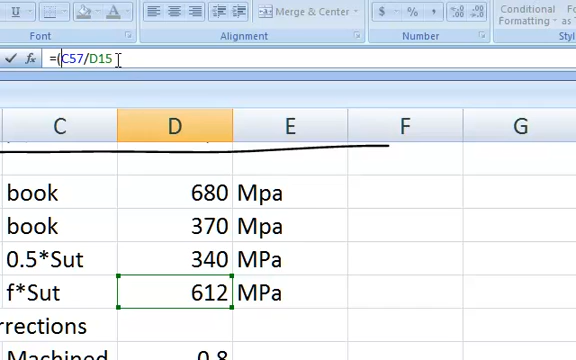 U Merge & Center $ % , Conditional Formatting
Font Alignment Number
fx =(C57/D15
C D E F G
book 680 Mpa
book 370 Mpa
0.5*Sut 340 MPa
f*Sut 612 MPa
rrections
Machined 0.8